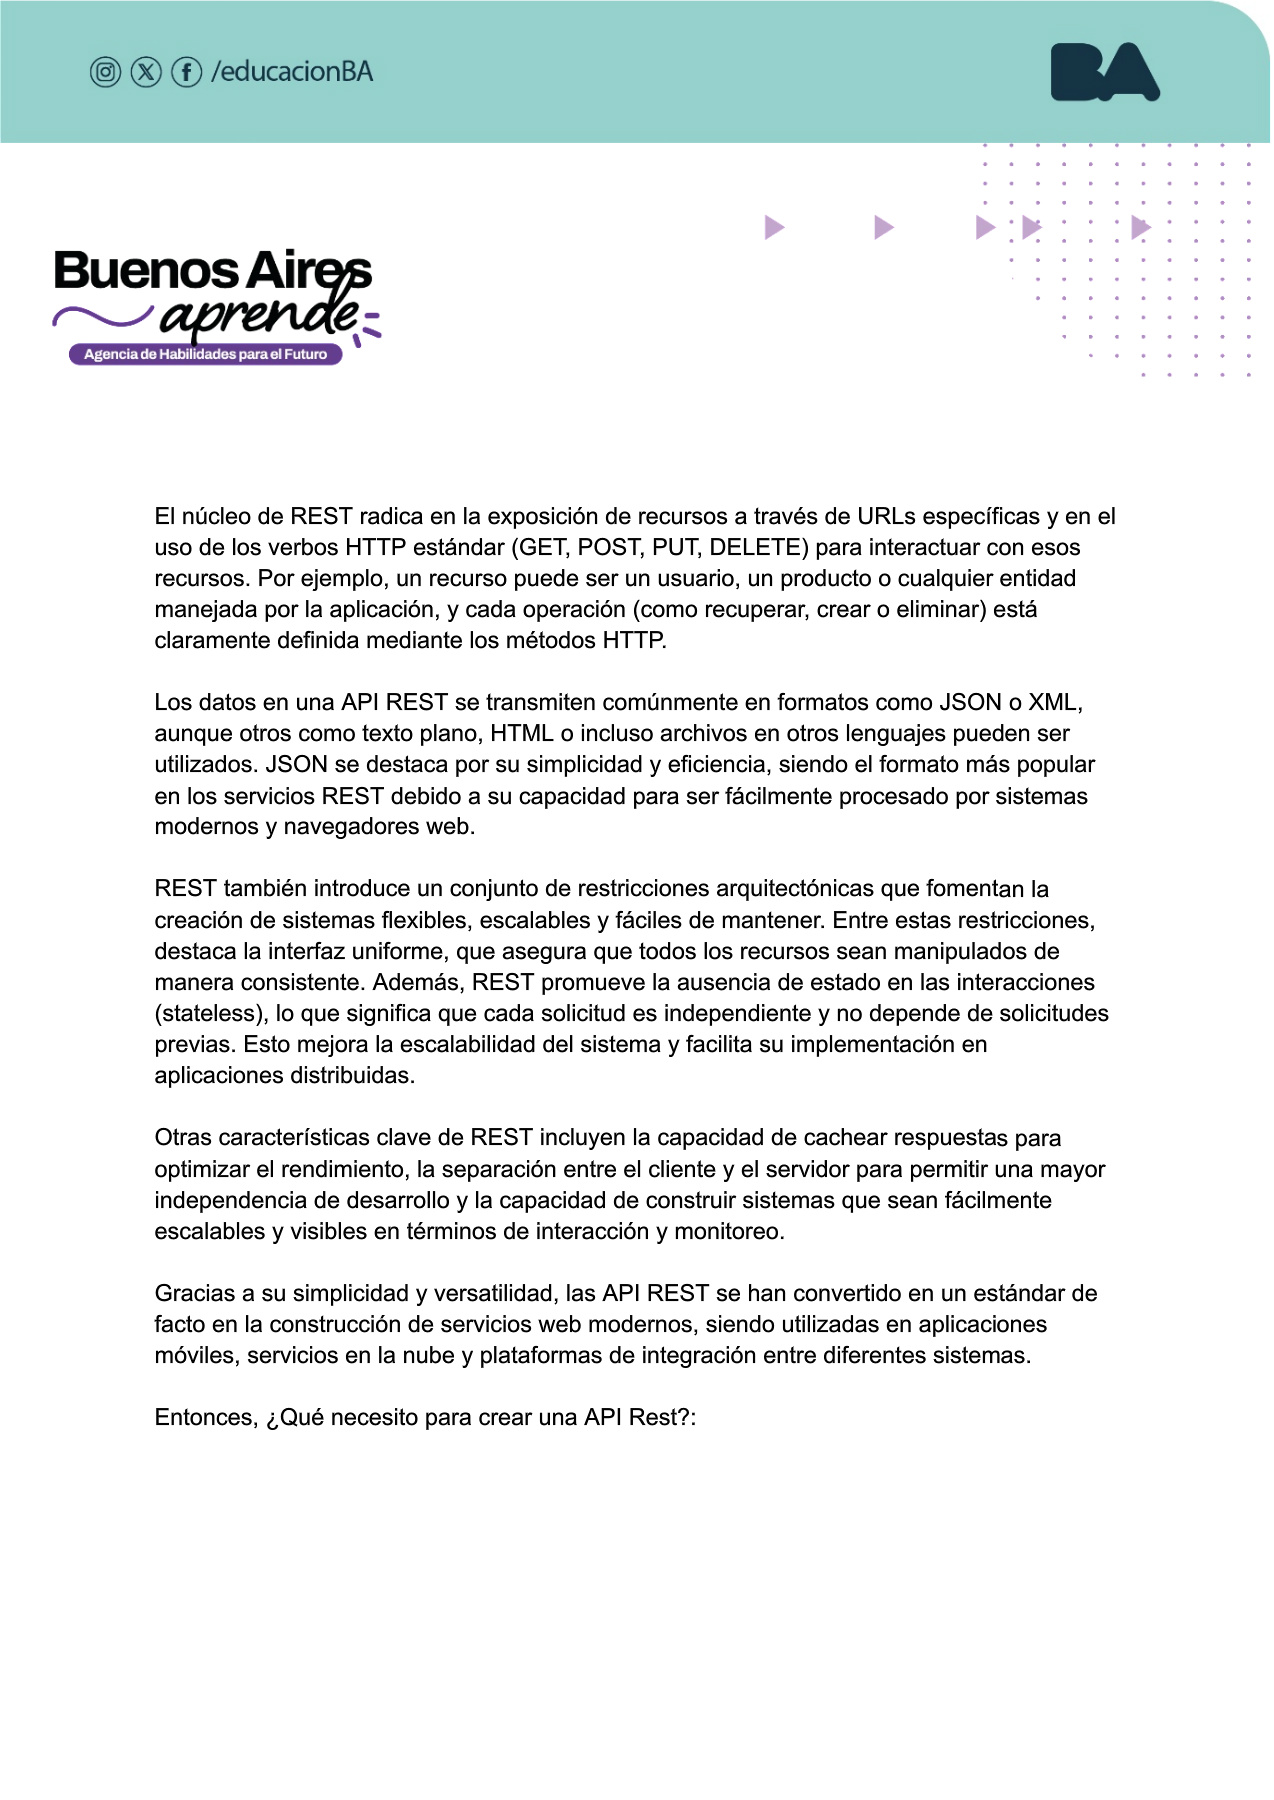 /educacionBA
BA
Buenos Aires
aprende
Agencia de Habilidades para el Futuro
El núcleo de REST radica en la exposición de recursos a través de URLs específicas y en el
uso de los verbos HTTP estándar (GET, POST, PUT, DELETE) para interactuar con esos
recursos. Por ejemplo, un recurso puede ser un usuario, un producto o cualquier entidad
manejada por la aplicación, y cada operación (como recuperar, crear o eliminar) está
claramente definida mediante los métodos HTTP.
Los datos en una API REST se transmiten comúnmente en formatos como JSON o XML,
aunque otros como texto plano, HTML o incluso archivos en otros lenguajes pueden ser
utilizados. JSON se destaca por su simplicidad y eficiencia, siendo el formato más popular
en los servicios REST debido a su capacidad para ser fácilmente procesado por sistemas
modernos y navegadores web.
REST también introduce un conjunto de restricciones arquitectónicas que fomentan la
creación de sistemas flexibles, escalables y fáciles de mantener. Entre estas restricciones,
destaca la interfaz uniforme, que asegura que todos los recursos sean manipulados de
manera consistente. Además, REST promueve la ausencia de estado en las interacciones
(stateless), lo que significa que cada solicitud es independiente y no depende de solicitudes
previas. Esto mejora la escalabilidad del sistema y facilita su implementación en
aplicaciones distribuidas.
Otras características clave de REST incluyen la capacidad de cachear respuestas para
optimizar el rendimiento, la separación entre el cliente y el servidor para permitir una mayor
independencia de desarrollo y la capacidad de construir sistemas que sean fácilmente
escalables y visibles en términos de interacción y monitoreo.
Gracias a su simplicidad y versatilidad, las API REST se han convertido en un estándar de
facto en la construcción de servicios web modernos, siendo utilizadas en aplicaciones
móviles, servicios en la nube y plataformas de integración entre diferentes sistemas.
Entonces, ¿Qué necesito para crear una API Rest?: